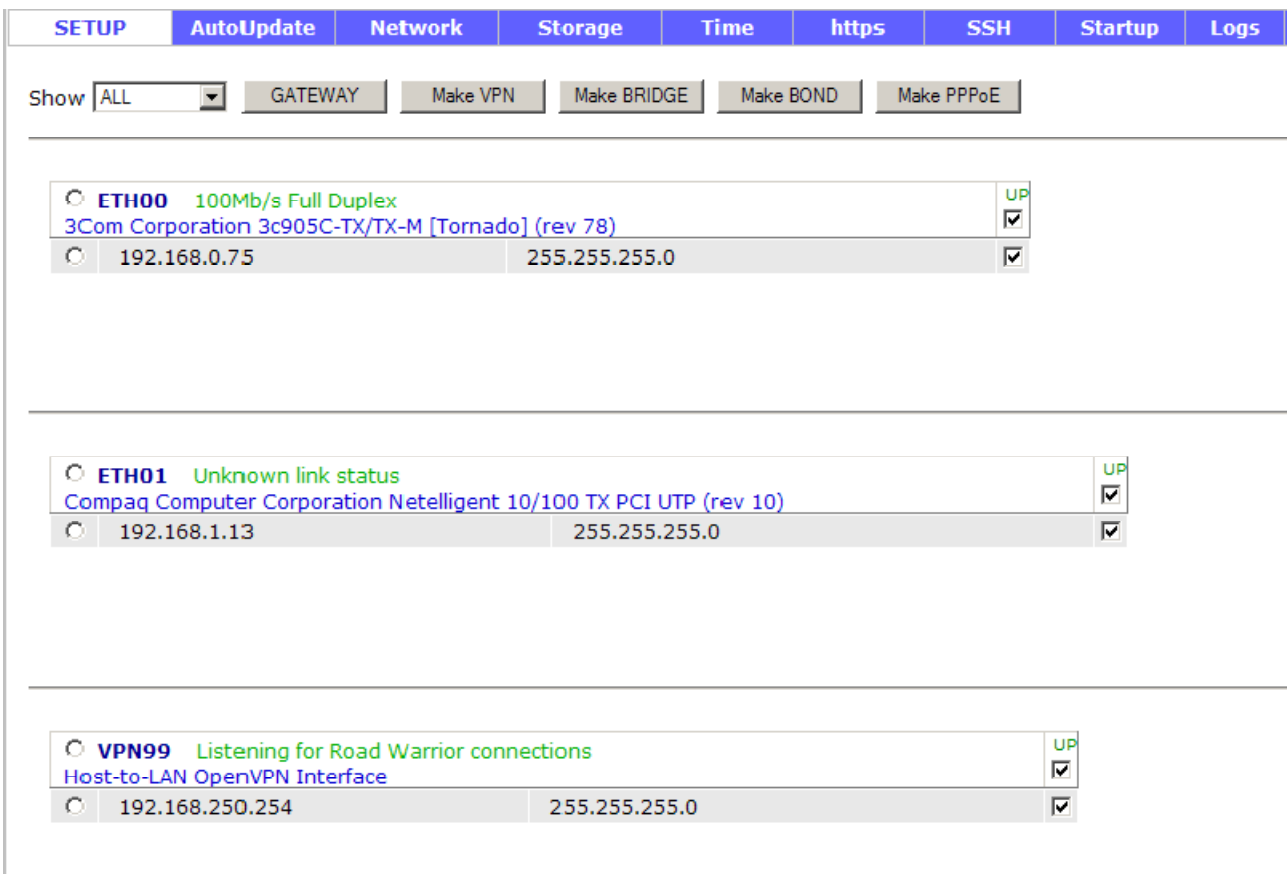 SETUP AutoUpdate Network Storage Time https SSH Startup Logs
Show ALL GATEWAY Make VPN Make BRIDGE Make BOND Make PPPoE
ETH00 100Mb/s Full Duplex UP
3Com Corporation 3c905C-TX/TX-M [Tornado] (rev 78)
192.168.0.75 255.255.255.0
ETH01 Unknown link status UP
Compaq Computer Corporation Netelligent 10/100 TX PCI UTP (rev 10)
192.168.1.13 255.255.255.0
VPN99 Listening for Road Warrior connections UP
Host-to-LAN OpenVPN Interface
192.168.250.254 255.255.255.0